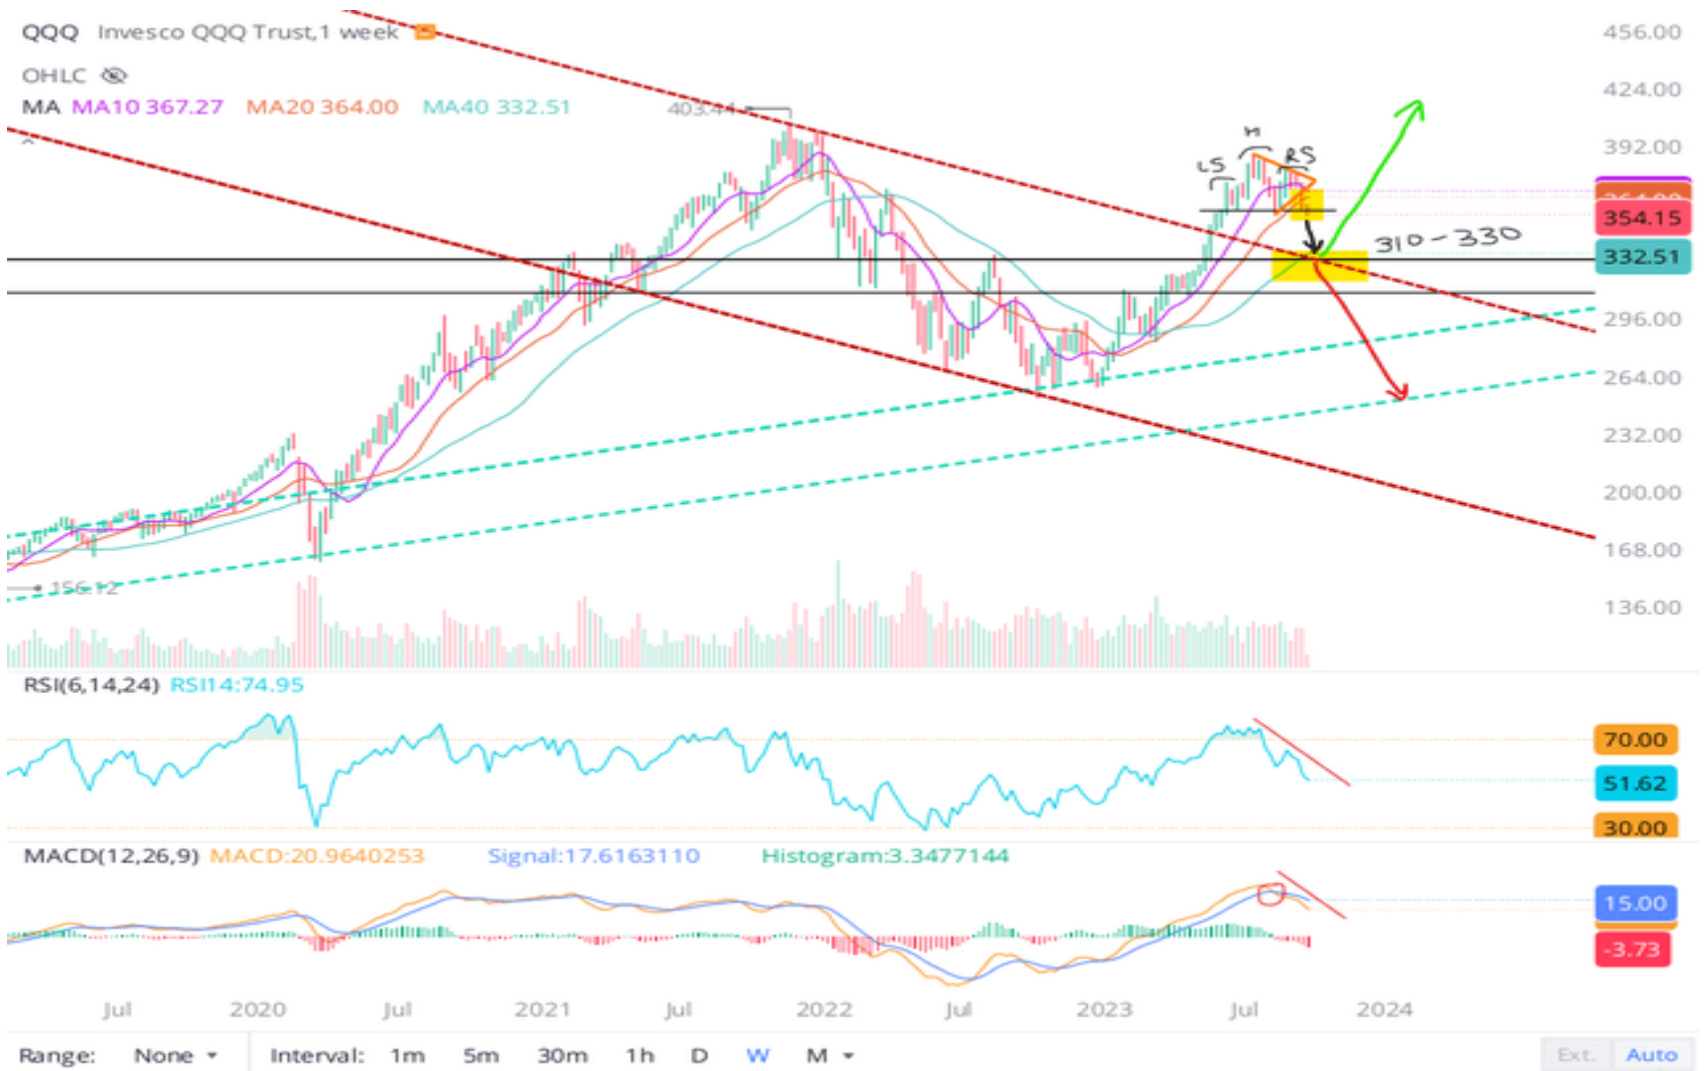 QQQ Invesco QQQ Trust,1 week
OHLC
MA MA10 367.27 MA20 364.00 MA40 332.51
403.44
LS H RS
310-330
156.12
456.00
424.00
392.00
364.00
354.15
332.51
296.00
264.00
232.00
200.00
168.00
136.00
RSI(6,14,24) RSI14:74.95
70.00
51.62
30.00
MACD(12,26,9) MACD:20.9640253 Signal:17.6163110 Histogram:3.3477144
15.00
-3.73
Jul 2020 Jul 2021 Jul 2022 Jul 2023 Jul 2024
Range: None Interval: 1m 5m 30m 1h D W M Ext. Auto